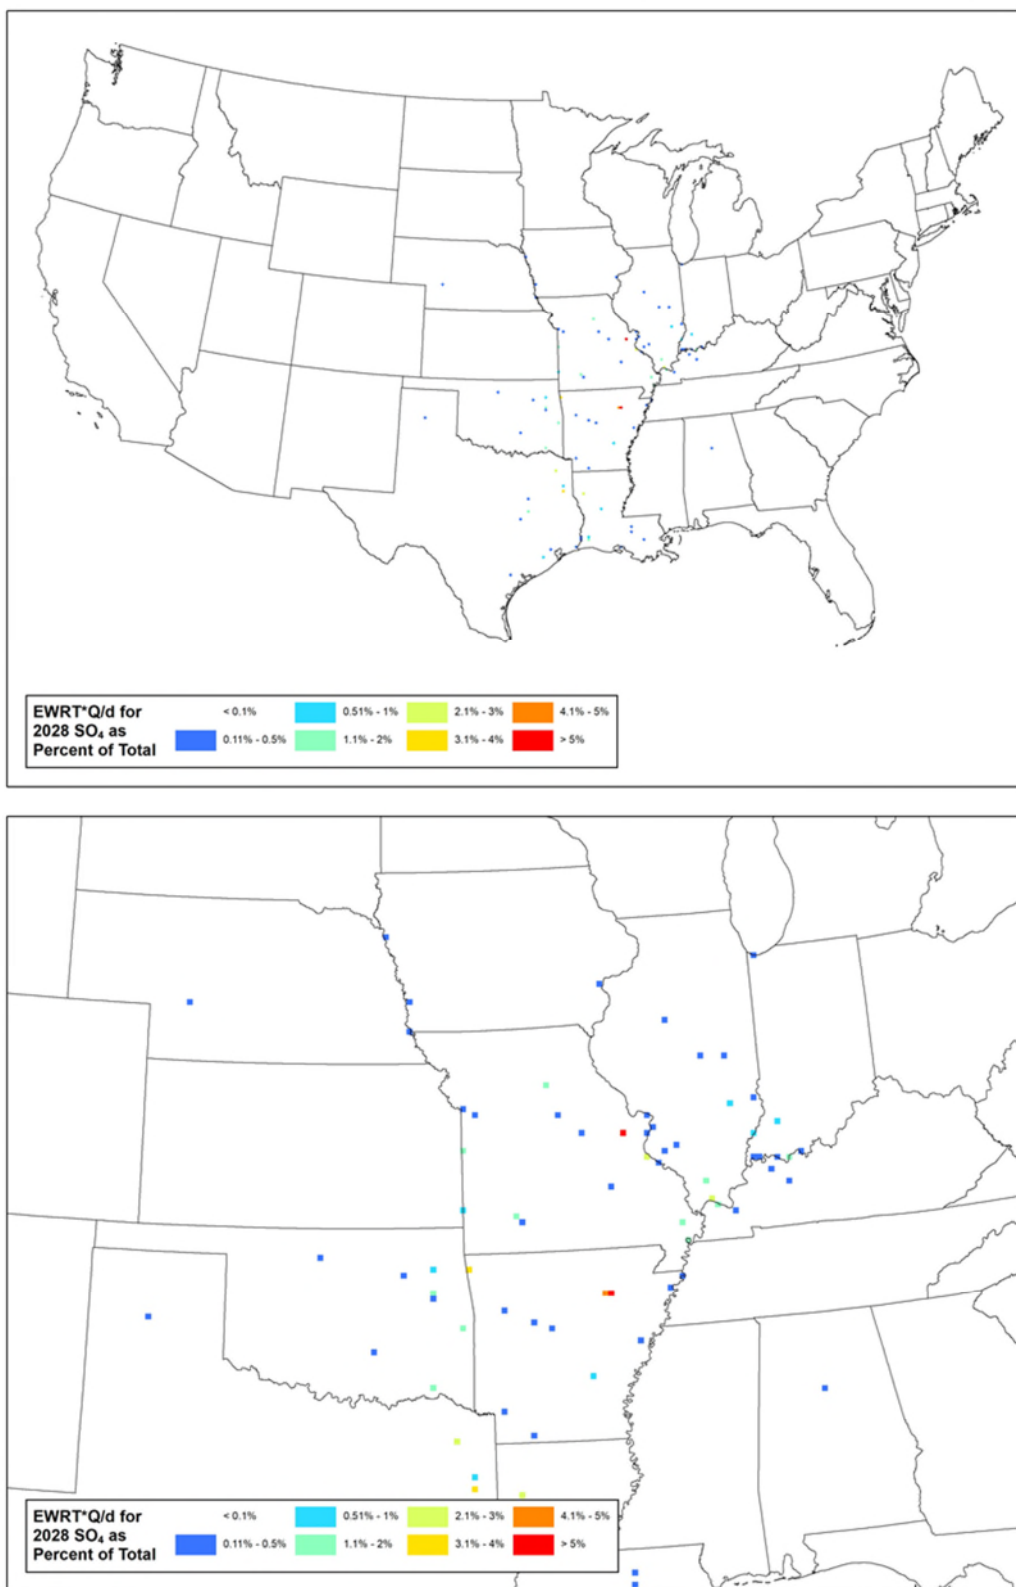 EWRT*Q/d for
2028 SO₄ as
Percent of Total
< 0.1%
0.51% - 1%
2.1% - 3%
4.1% - 5%
0.11% - 0.5%
1.1% - 2%
3.1% - 4%
> 5%
EWRT*Q/d for
2028 SO₄ as
Percent of Total
< 0.1%
0.51% - 1%
2.1% - 3%
4.1% - 5%
0.11% - 0.5%
1.1% - 2%
3.1% - 4%
> 5%